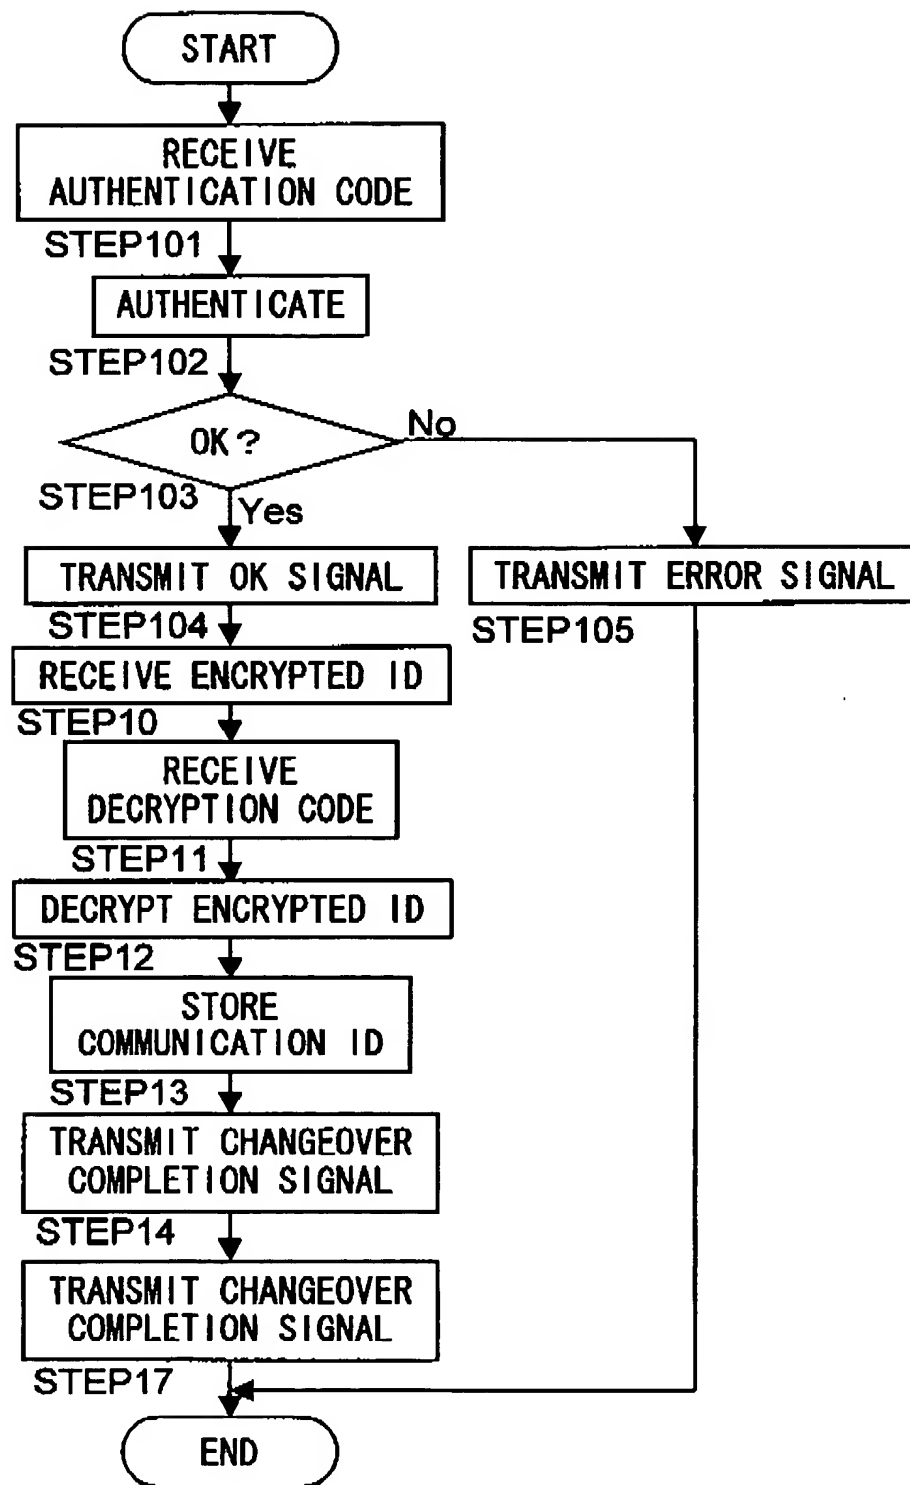 START
RECEIVE
AUTHENTICATION CODE
STEP101
AUTHENTICATE
STEP102
OK?
No
STEP103
Yes
TRANSMIT OK SIGNAL
TRANSMIT ERROR SIGNAL
STEP104
STEP105
RECEIVE ENCRYPTED ID
STEP10
RECEIVE
DECRYPTION CODE
STEP11
DECRYPT ENCRYPTED ID
STEP12
STORE
COMMUNICATION ID
STEP13
TRANSMIT CHANGEOVER
COMPLETION SIGNAL
STEP14
TRANSMIT CHANGEOVER
COMPLETION SIGNAL
STEP17
END